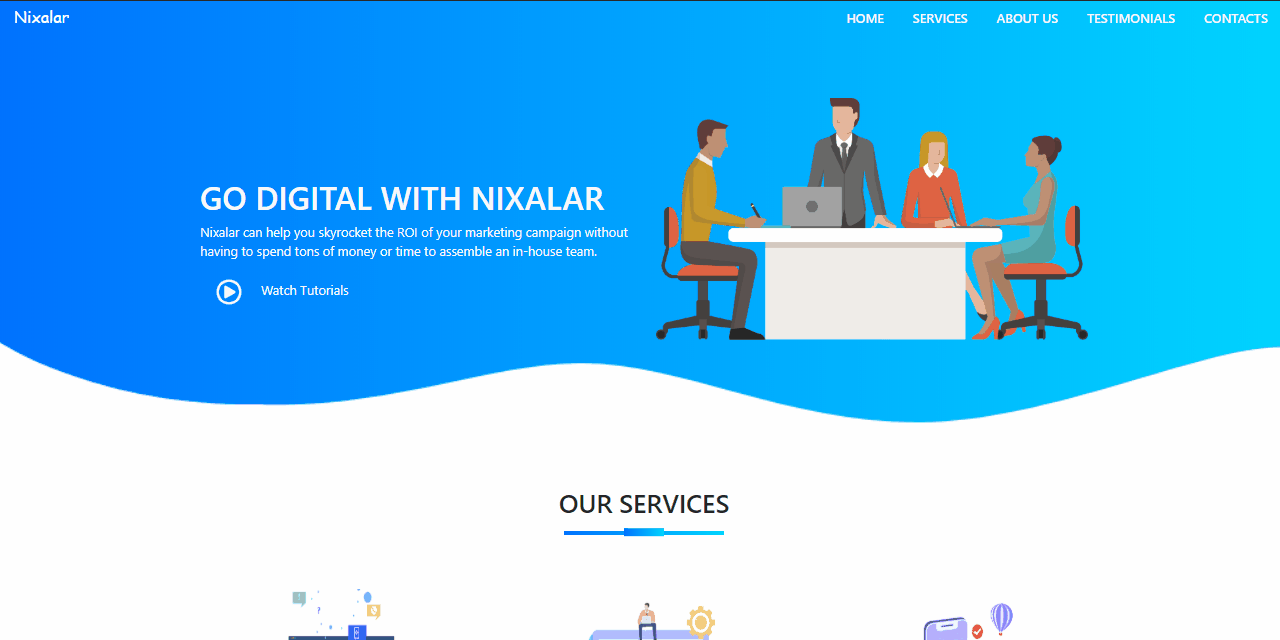 Nixalar
HOME SERVICES ABOUT US TESTIMONIALS CONTACTS
GO DIGITAL WITH NIXALAR
Nixalar can help you skyrocket the ROI of your marketing campaign without
having to spend tons of money or time to assemble an in-house team.
Watch Tutorials
OUR SERVICES